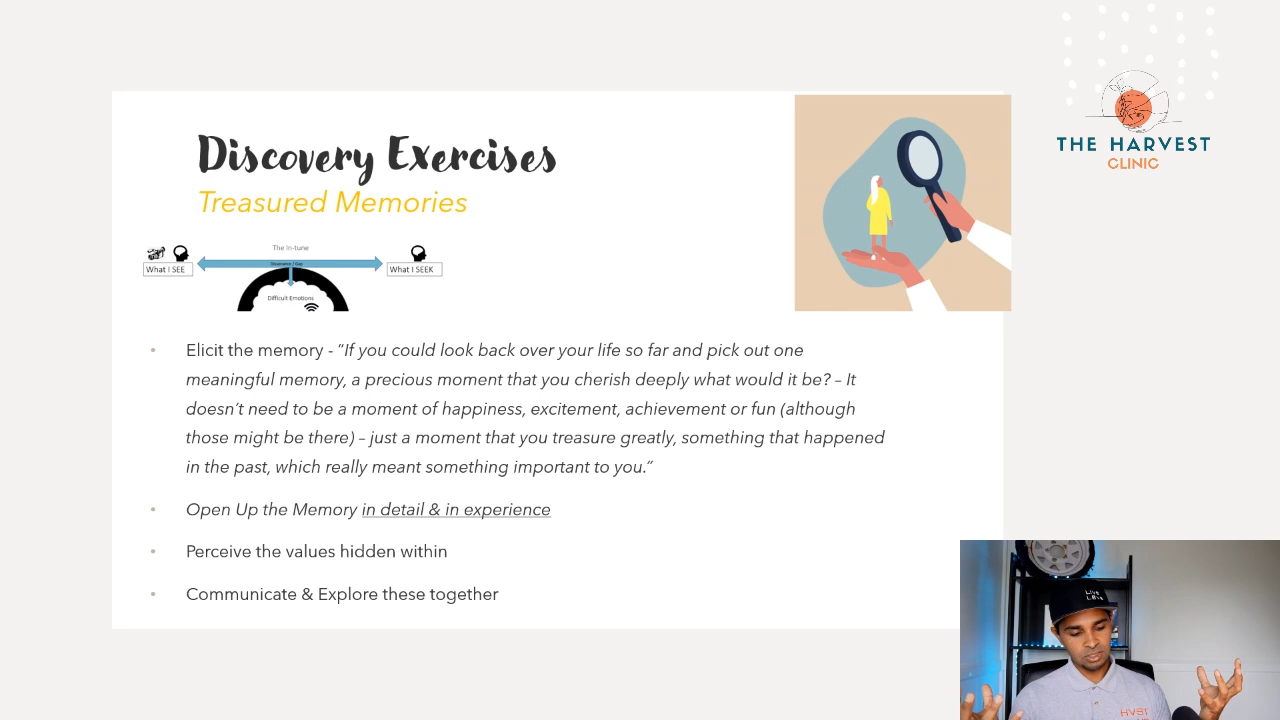 THE HARVEST
CLINIC
Discovery Exercises
Treasured Memories
The In-tune
What I SEE
Dissonance / Gap
What I SEEK
Difficult Emotions
• Elicit the memory - “If you could look back over your life so far and pick out one
meaningful memory, a precious moment that you cherish deeply what would it be? – It
doesn’t need to be a moment of happiness, excitement, achievement or fun (although
those might be there) – just a moment that you treasure greatly, something that happened
in the past, which really meant something important to you.”
• Open Up the Memory in detail & in experience
• Perceive the values hidden within
• Communicate & Explore these together
LIVE
HVST